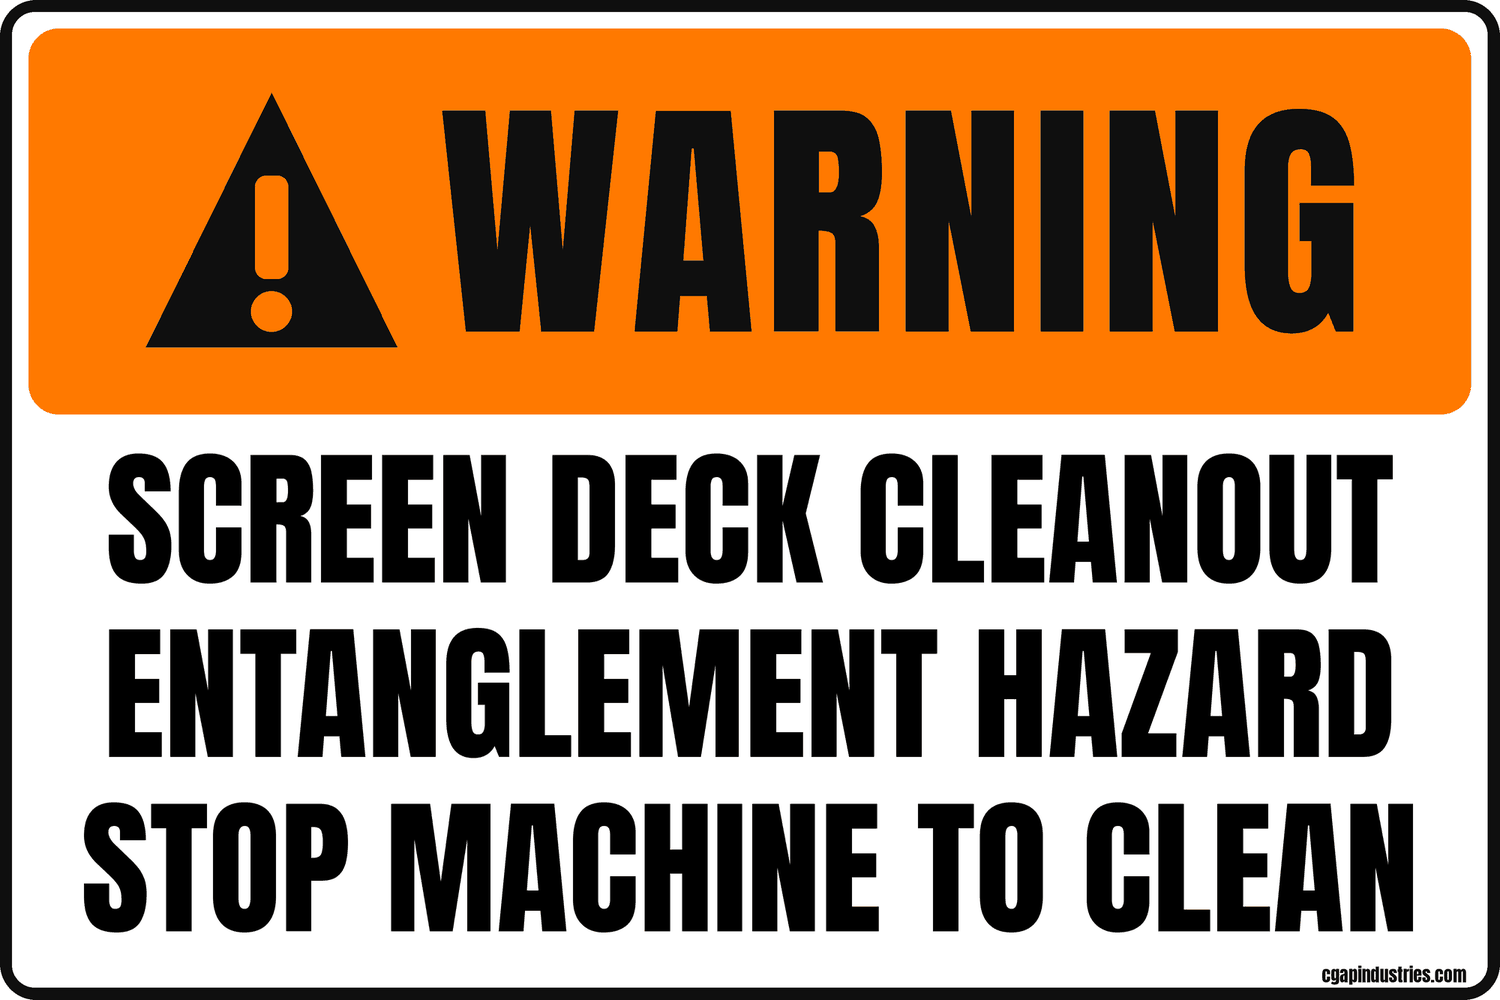 WARNING
SCREEN DECK CLEANOUT
ENTANGLEMENT HAZARD
STOP MACHINE TO CLEAN
cgapindustries.com